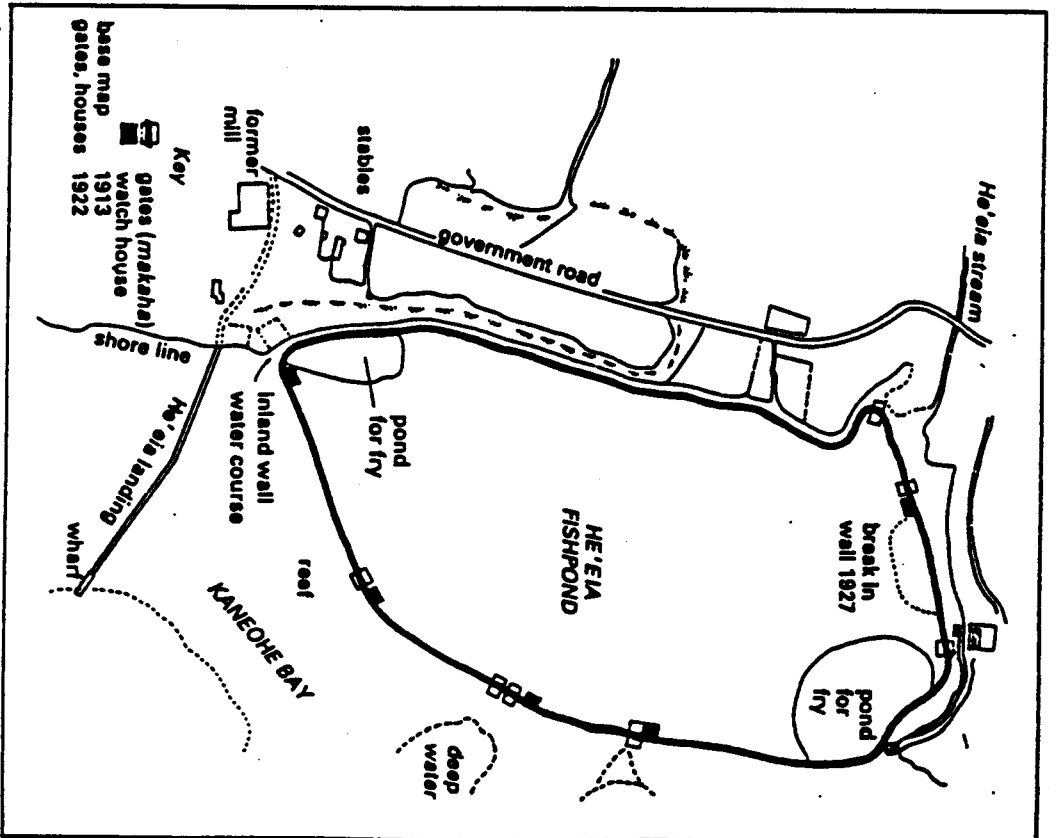 He'eia stream
government road
stables
former
mill
Key
gates (makaha)
watch house
base map 1913
gates, houses 1922
shore line
He'eia landing
wharf
inland wall
water course
pond
for fry
reef
KANEOHE BAY
HE'EIA
FISHPOND
break in
wall 1927
pond
for
fry
deep
water